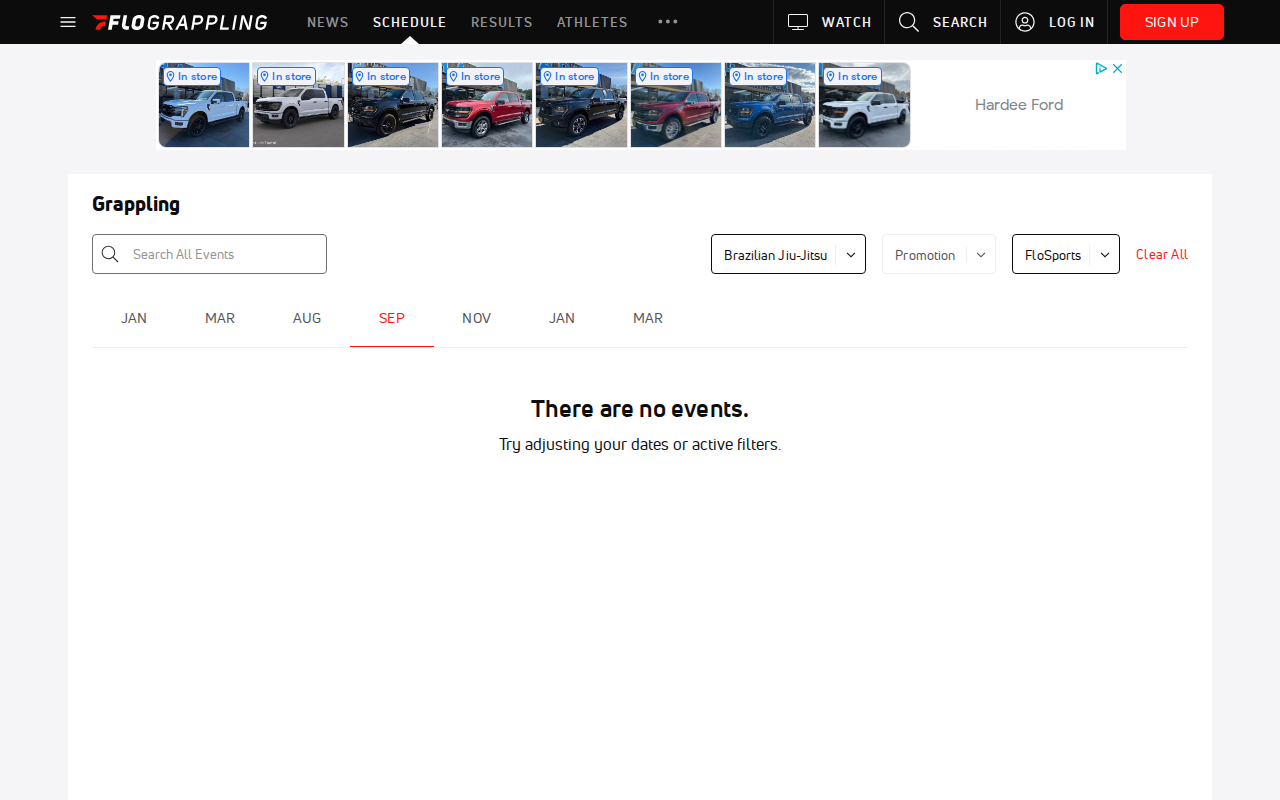 FLOGRAPPLING NEWS SCHEDULE RESULTS ATHLETES ••• WATCH SEARCH LOG IN SIGN UP
In store In store In store In store In store In store In store In store
Hardee Ford
Grappling
Search All Events Brazilian Jiu-Jitsu Promotion FloSports Clear All
JAN MAR AUG SEP NOV JAN MAR
There are no events.
Try adjusting your dates or active filters.